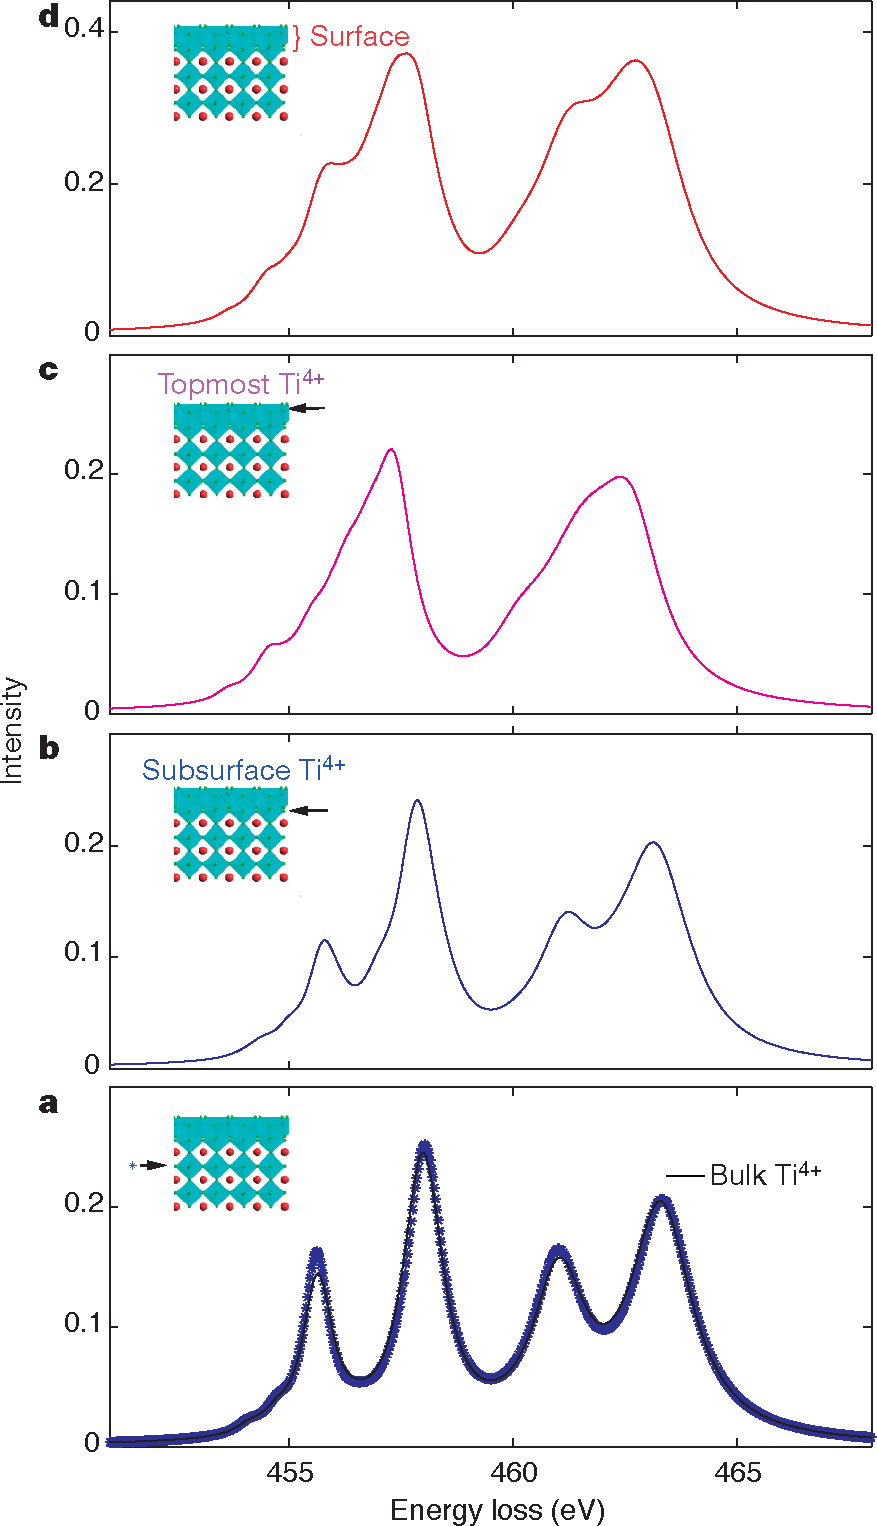 d
} Surface
0.4
0.2
0
c
Topmost Ti4+
0.2
0.1
0
b
Subsurface Ti4+
0.2
0.1
0
a
* 
Bulk Ti4+
0.2
0.1
0
455 460 465
Energy loss (eV)
Intensity